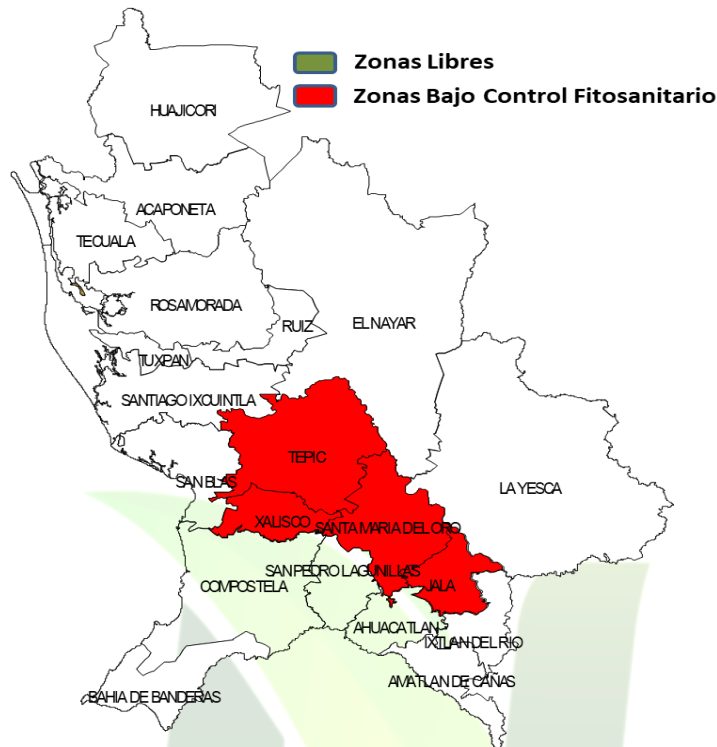 Zonas Libres
Zonas Bajo Control Fitosanitario
HUAJICORI
ACAPONETA
TECUALA
ROSAMORADA
RUIZ
EL NAYAR
TUXPAN
SANTIAGO IXCUINTLA
TEPIC
SAN BLAS
LA YESCA
XALISCO
SANTA MARIA DEL ORO
SAN PEDRO LAGUNILLAS
COMPOSTELA
JALA
AHUACATLAN
IXTLAN DEL RIO
AMATLAN DE CAÑAS
BAHIA DE BANDERAS